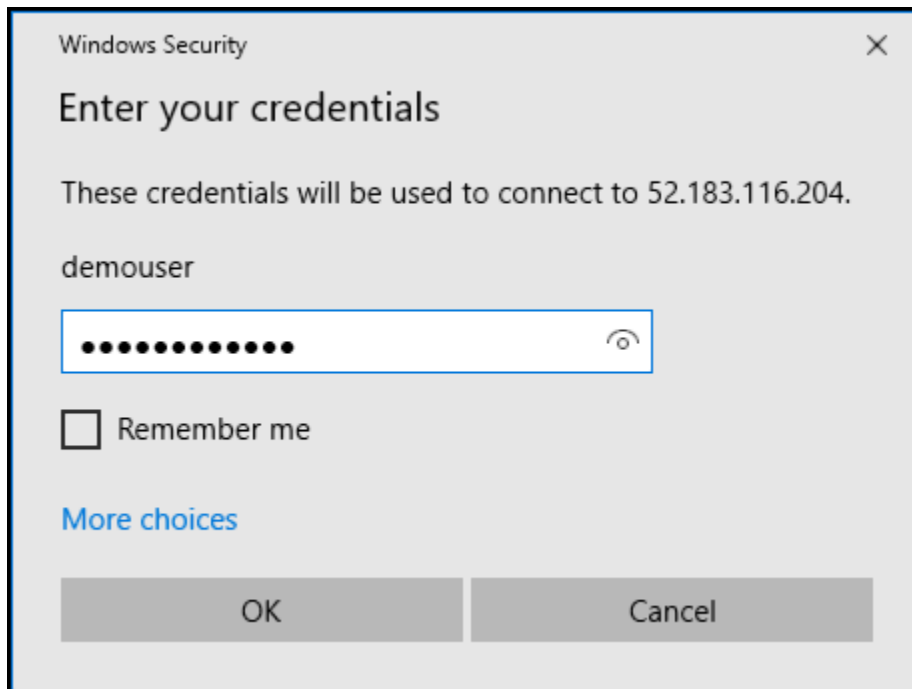 Windows Security
Enter your credentials
These credentials will be used to connect to 52.183.116.204.
demouser
●●●●●●●●●●●●
Remember me
More choices
OK
Cancel